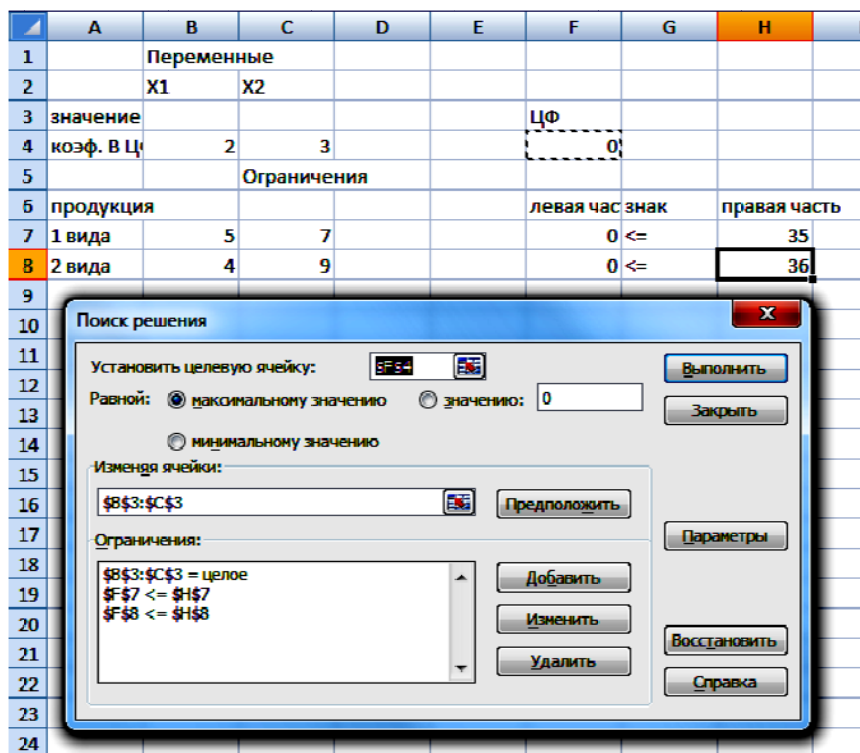 A B C D E F G H
1 Переменные
2 X1 X2
3 значение ЦФ
4 коэф. В Ц 2 3 0
5 Ограничения
6 продукция левая час знак правая часть
7 1 вида 5 7 0 <= 35
8 2 вида 4 9 0 <= 36
9
10
11
12
13
14
15
16
17
18
19
20
21
22
23
24
Поиск решения
X
Установить целевую ячейку: $F$4
Выполнить
Равной: максимальному значению значению: 0
Закрыть
минимальному значению
Изменяя ячейки:
$B$3:$C$3
Предположить
Параметры
Ограничения:
$B$3:$C$3 = целое
$F$7 <= $H$7
$F$8 <= $H$8
Добавить
Изменить
Удалить
Восстановить
Справка